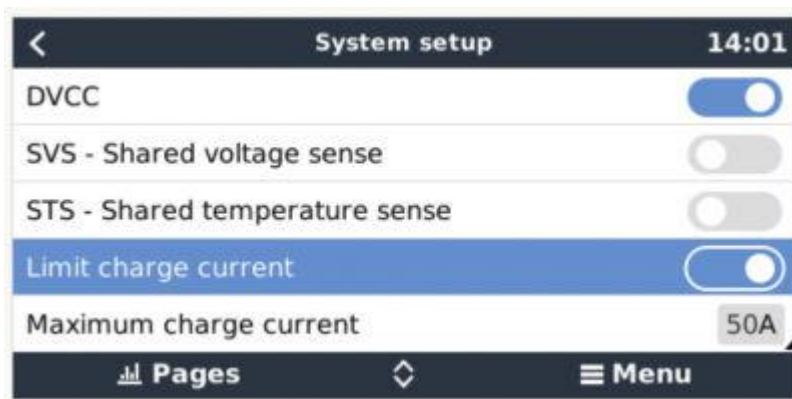 System setup 14:01
DVCC
SVS - Shared voltage sense
STS - Shared temperature sense
Limit charge current
Maximum charge current 50A
Pages Menu